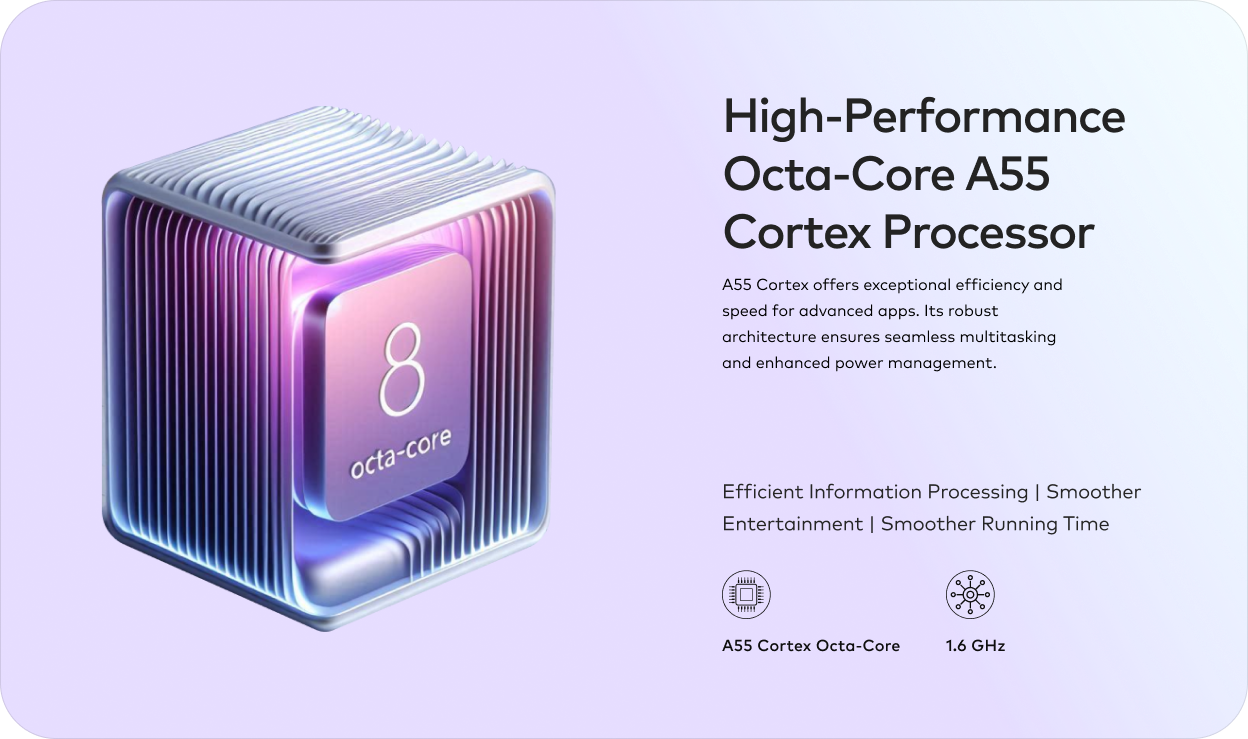 High-Performance
Octa-Core A55
Cortex Processor
A55 Cortex offers exceptional efficiency and
speed for advanced apps. Its robust
architecture ensures seamless multitasking
and enhanced power management.
8
octa-core
Efficient Information Processing | Smoother
Entertainment | Smoother Running Time
A55 Cortex Octa-Core
1.6 GHz